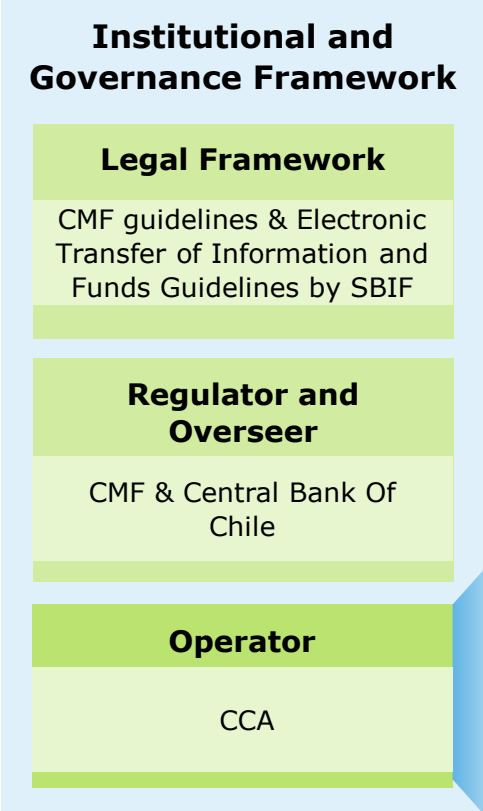 Institutional and
Governance Framework
Legal Framework
CMF guidelines & Electronic
Transfer of Information and
Funds Guidelines by SBIF
Regulator and
Overseer
CMF & Central Bank Of
Chile
Operator
CCA